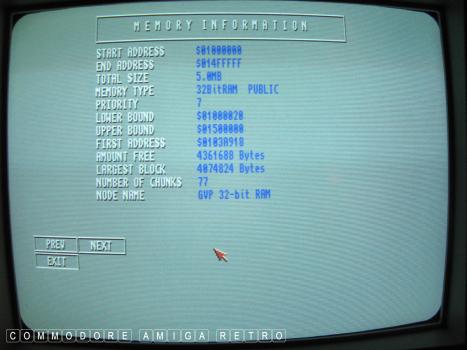 MEMORY INFORMATION
START ADDRESS $01000000
END ADDRESS $014FFFFF
TOTAL SIZE 5.0MB
MEMORY TYPE 32BitRAM PUBLIC
PRIORITY 7
LOWER BOUND $01000020
UPPER BOUND $01500000
FIRST ADDRESS $0103A918
AMOUNT FREE 4361688 Bytes
LARGEST BLOCK 4074824 Bytes
NUMBER OF CHUNKS 77
NODE NAME GVP 32-bit RAM
PREV NEXT
EXIT
COMMODORE AMIGA RETRO